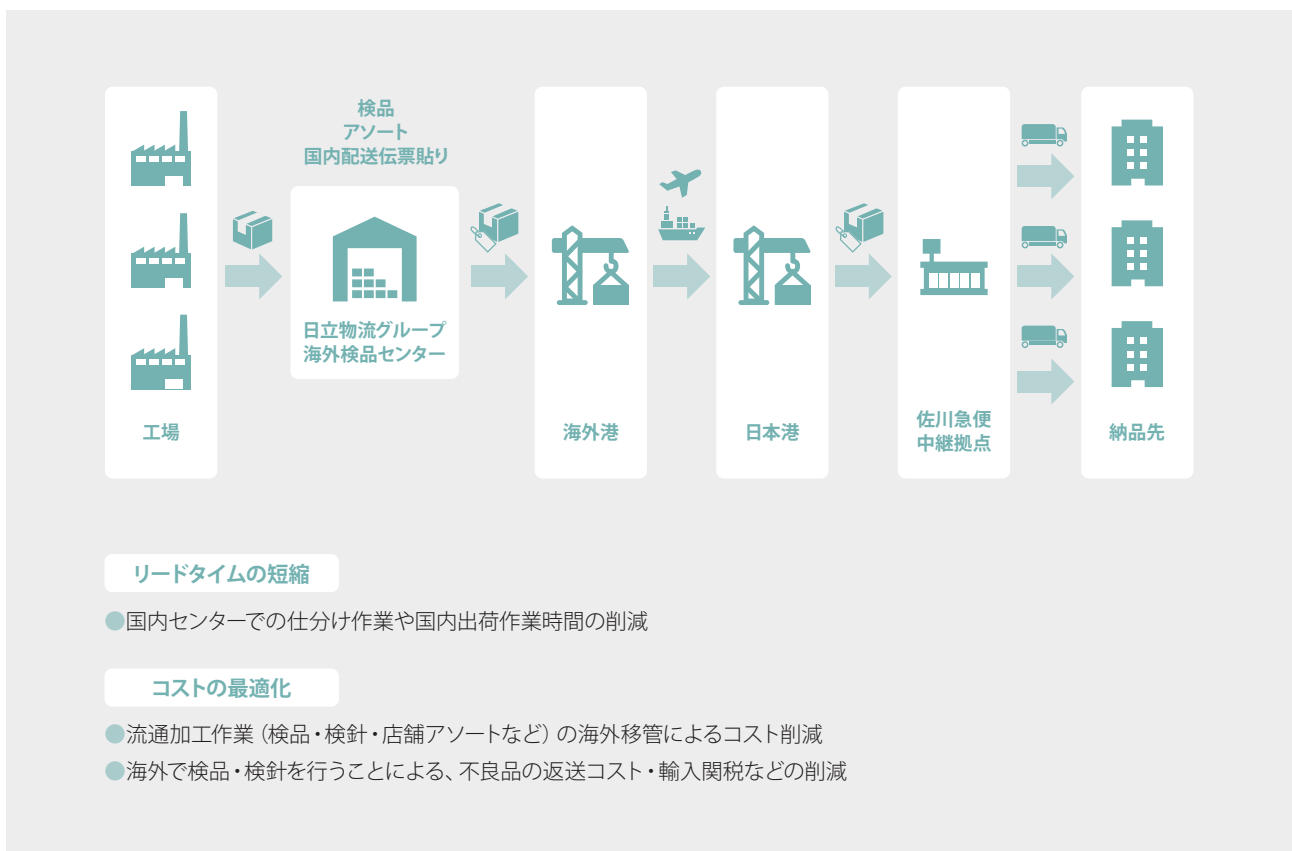 検品
アソート
国内配送伝票貼り
日立物流グループ
海外検品センター
工場
海外港
日本港
佐川急便
中継拠点
納品先
リードタイムの短縮
●国内センターでの仕分け作業や国内出荷作業時間の削減
コストの最適化
●流通加工作業（検品・検針・店舗アソートなど）の海外移管によるコスト削減
●海外で検品・検針を行うことによる、不良品の返送コスト・輸入関税などの削減